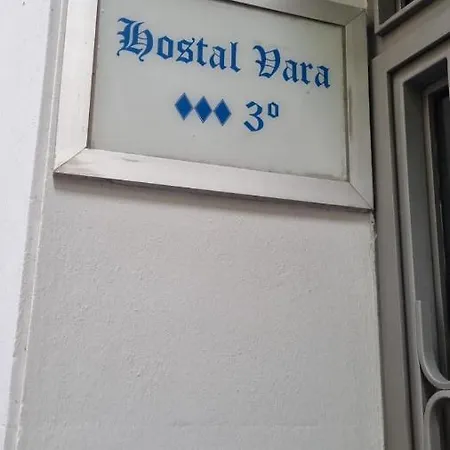 Hostal Vara
♦♦♦ 3º